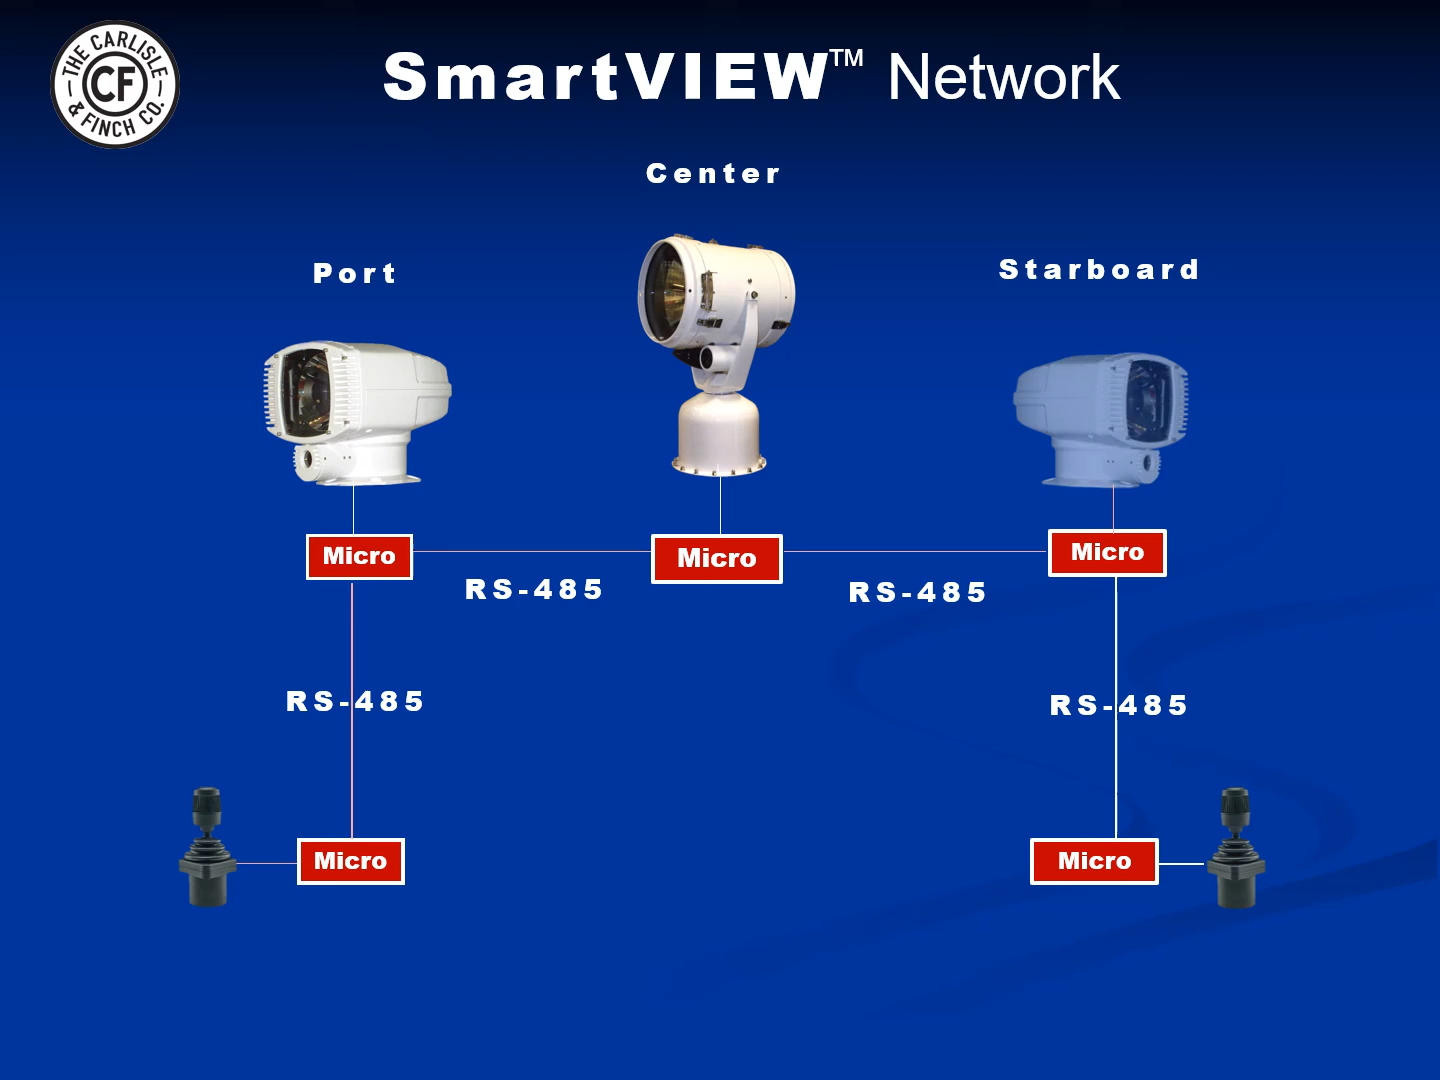 THE CARLISLE
CF
& FINCH CO.
SmartVIEW™ Network
Center
Port
Starboard
Micro
Micro
Micro
RS-485
RS-485
RS-485
RS-485
Micro
Micro